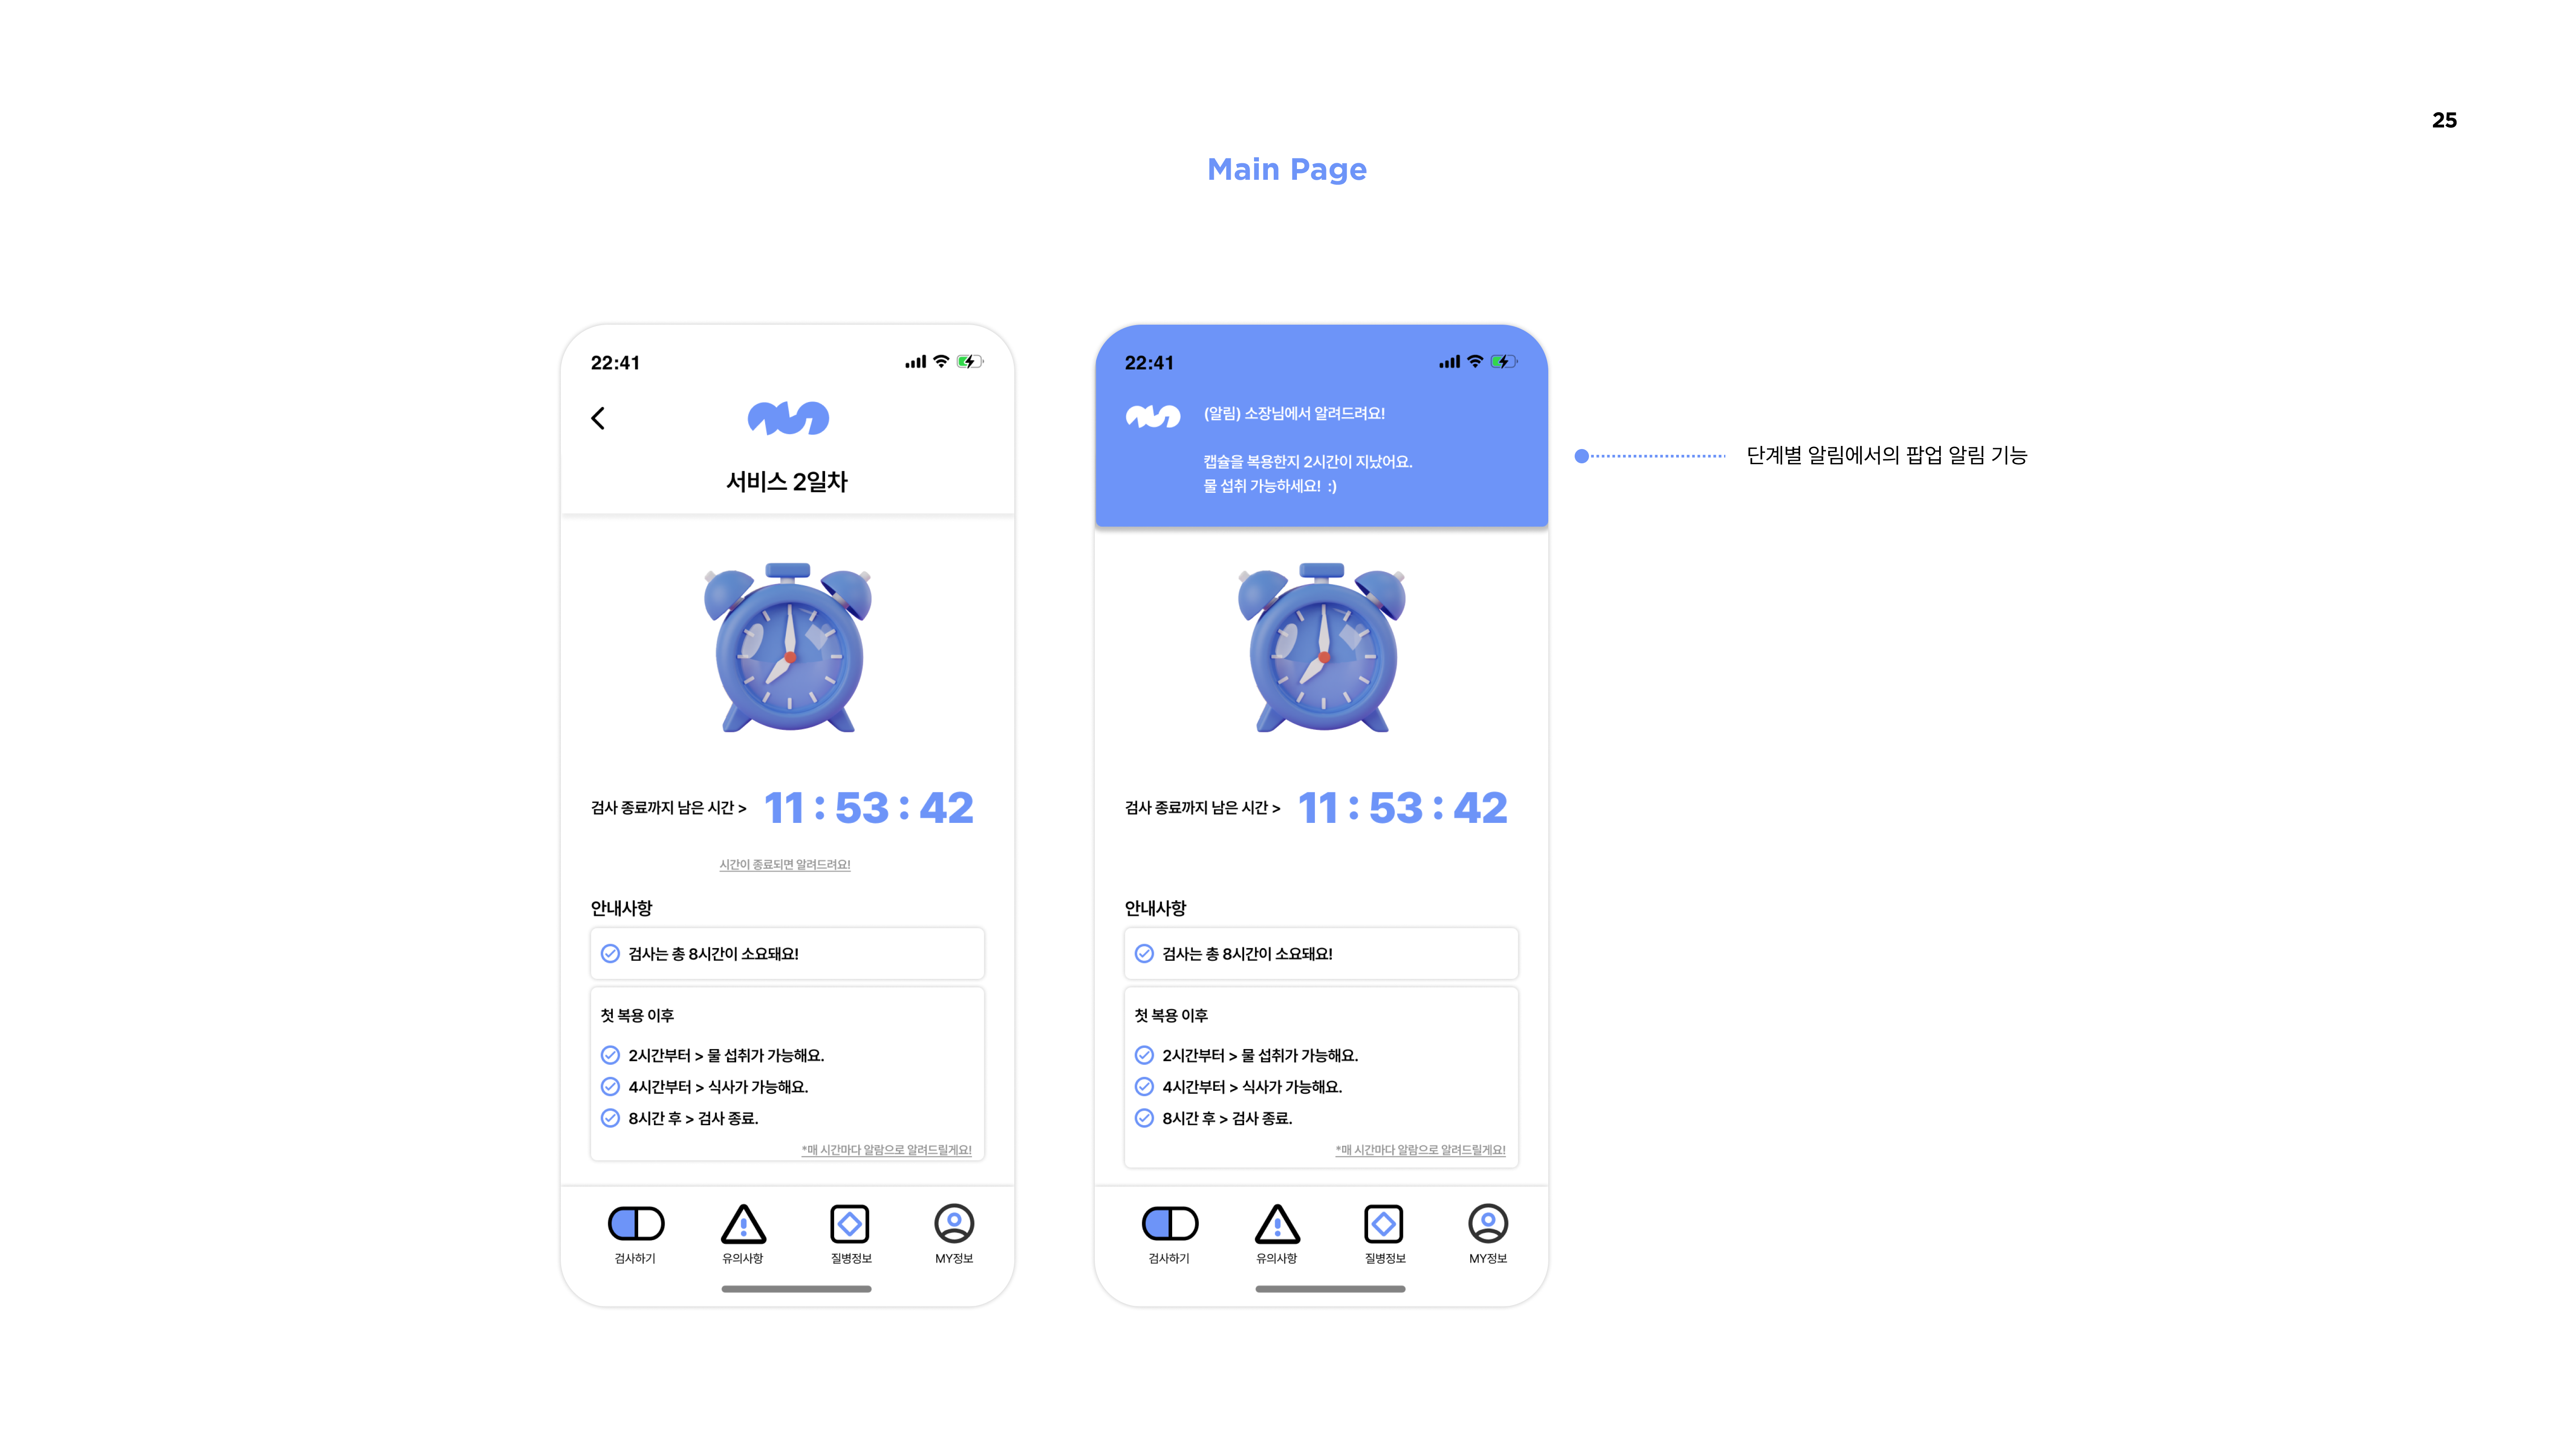 25
Main Page
22:41
서비스 2일차
검사 종료까지 남은 시간 > 11 : 53 : 42
시간이 종료되면 알려드려요!
안내사항
검사는 총 8시간이 소요돼요!
첫 복용 이후
2시간부터 > 물 섭취가 가능해요.
4시간부터 > 식사가 가능해요.
8시간 후 > 검사 종료.
*매 시간마다 알람으로 알려드릴게요!
검사하기 유의사항 질병정보 MY정보
22:41
(알림) 소장님에서 알려드려요!
캡슐을 복용한지 2시간이 지났어요.
물 섭취 가능하세요! :)
검사 종료까지 남은 시간 > 11 : 53 : 42
안내사항
검사는 총 8시간이 소요돼요!
첫 복용 이후
2시간부터 > 물 섭취가 가능해요.
4시간부터 > 식사가 가능해요.
8시간 후 > 검사 종료.
*매 시간마다 알람으로 알려드릴게요!
검사하기 유의사항 질병정보 MY정보
단계별 알림에서의 팝업 알림 기능